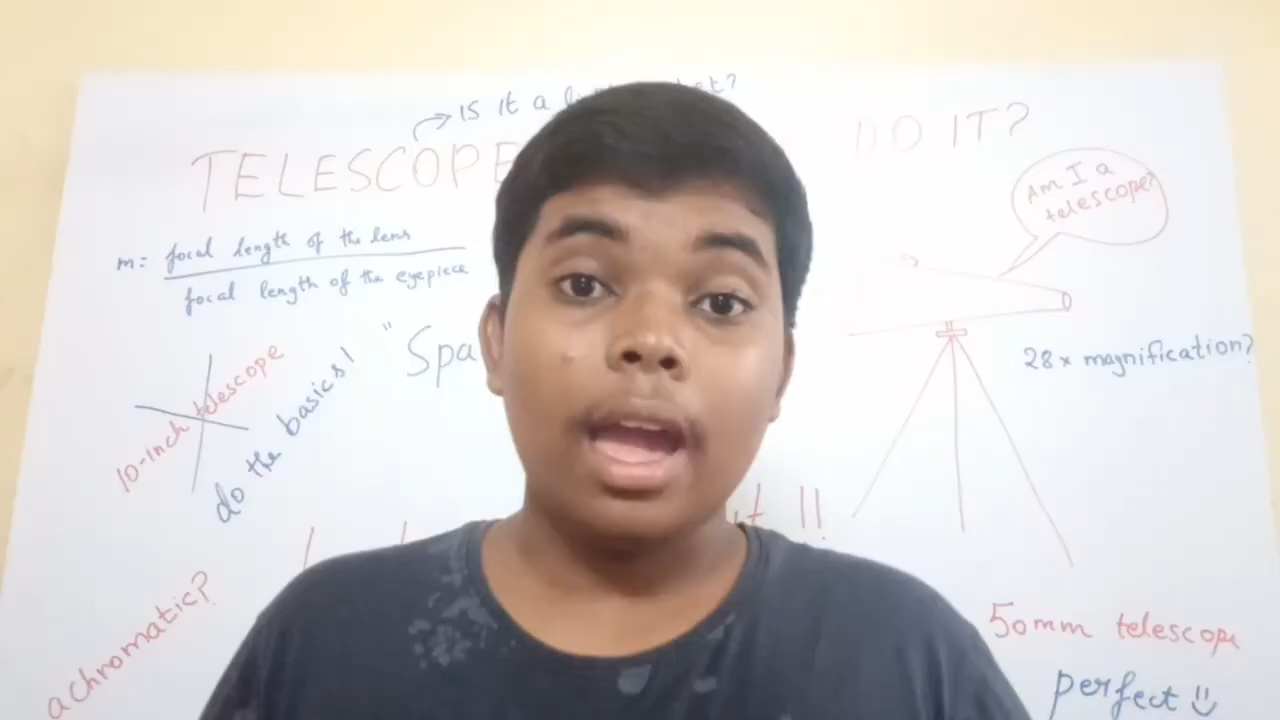 IS IT A
?
TELESCOPE
DO IT?
Am I a
telescope?
m = focal length of the lens
focal length of the eyepiece
"Spa
28x magnification?
10-inch telescope
do the basics!
!!
achromatic?
50mm telescope
perfect